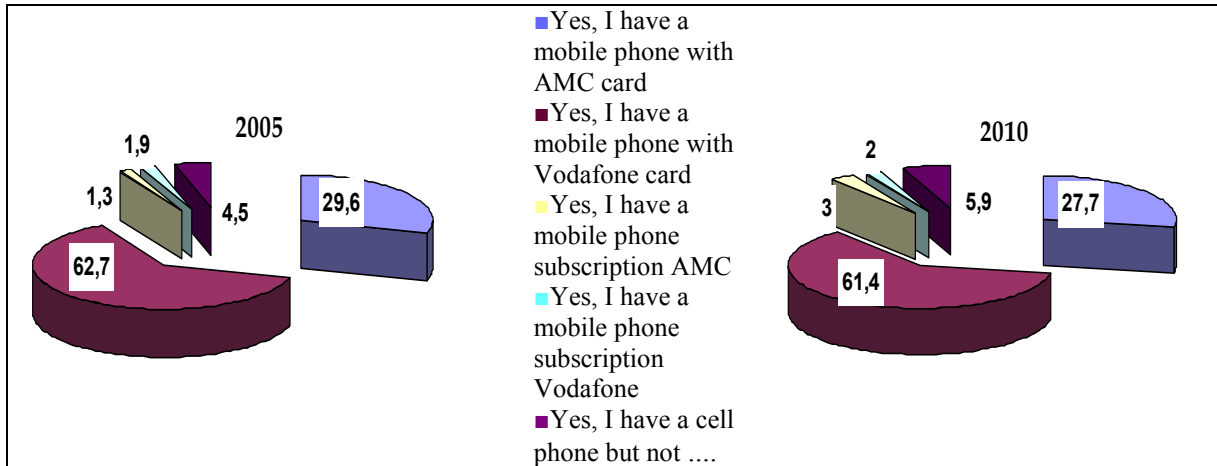 2005
1,9
1,3
4,5
29,6
62,7
Yes, I have a
mobile phone with
AMC card
Yes, I have a
mobile phone with
Vodafone card
Yes, I have a
mobile phone
subscription AMC
Yes, I have a
mobile phone
subscription
Vodafone
Yes, I have a cell
phone but not ....
2010
2
3
5,9
27,7
61,4